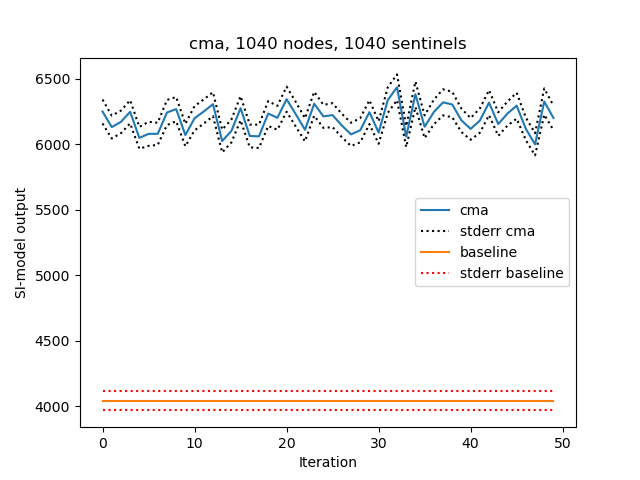 cma, 1040 nodes, 1040 sentinels
SI-model output
6500
6000
5500
5000
4500
4000
cma
stderr cma
baseline
stderr baseline
0 10 20 30 40 50
Iteration